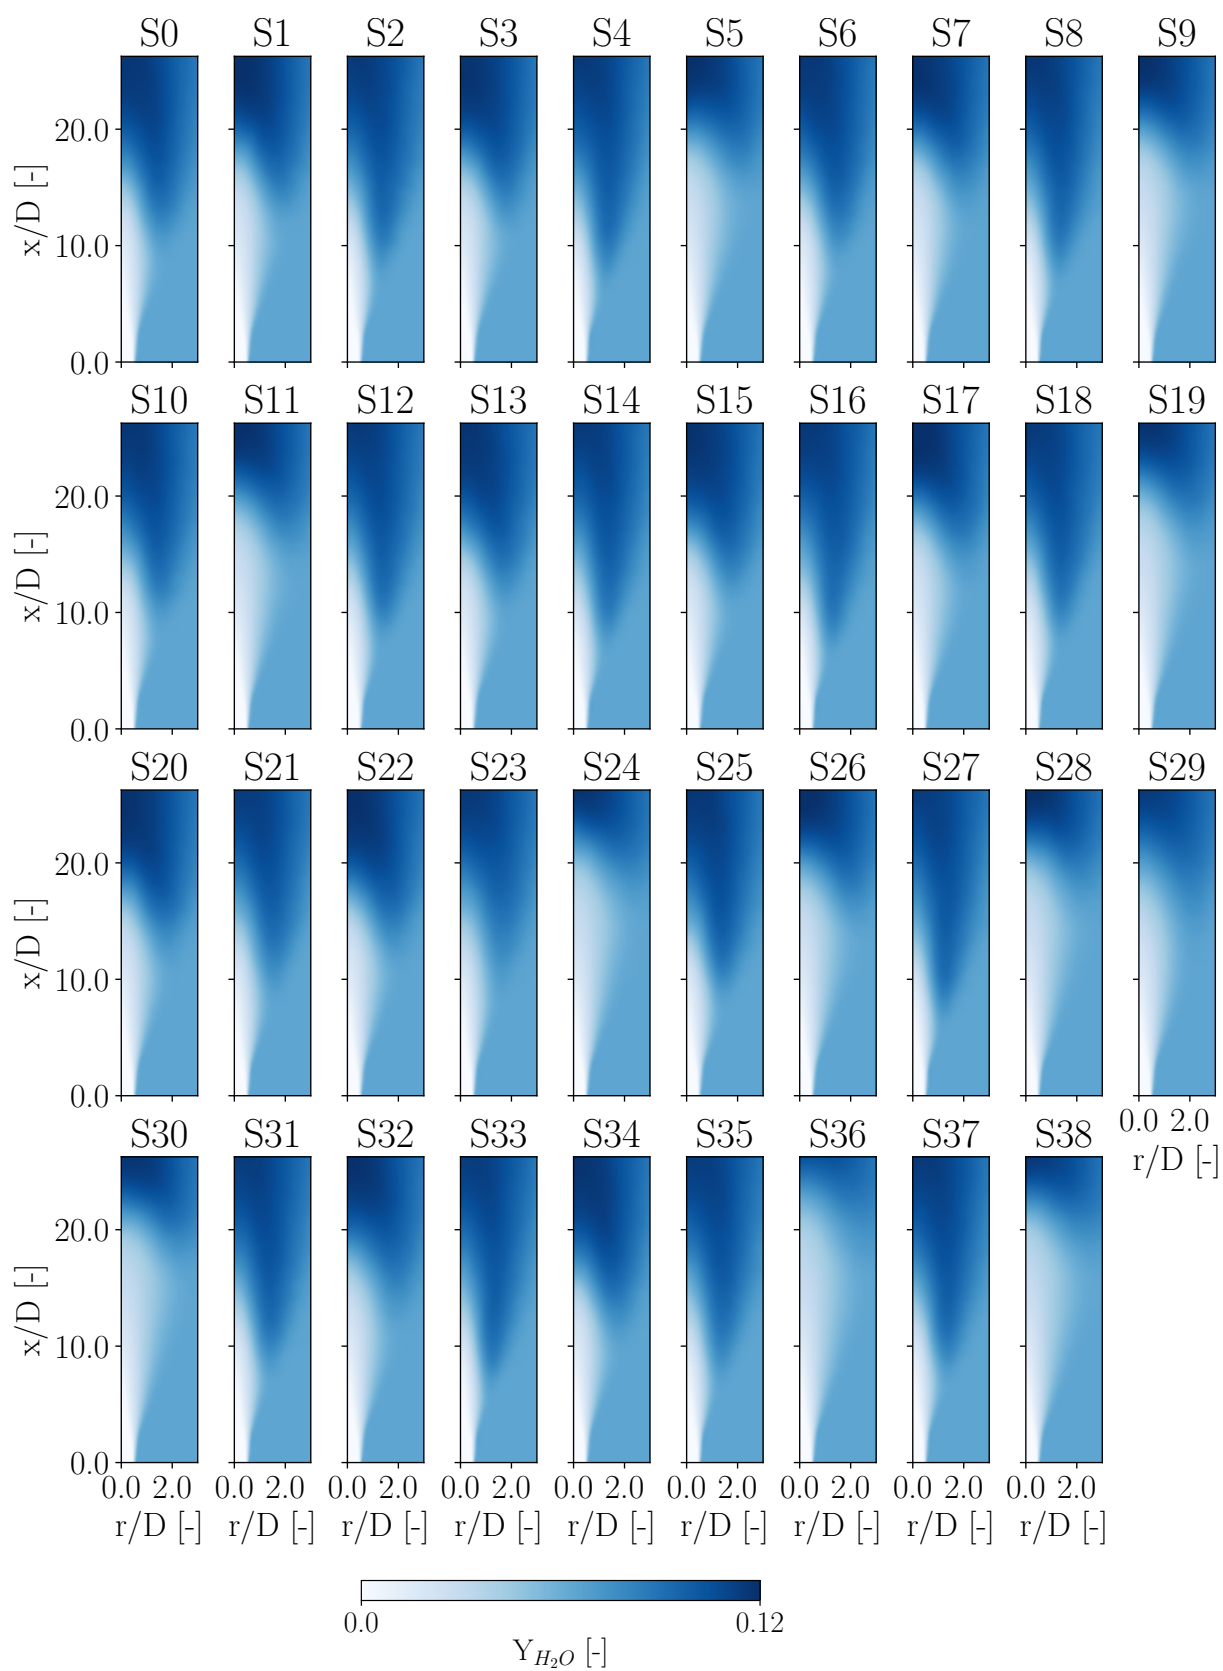 S0 S1 S2 S3 S4 S5 S6 S7 S8 S9
20.0
10.0
0.0
x/D [-]
S10 S11 S12 S13 S14 S15 S16 S17 S18 S19
20.0
10.0
0.0
x/D [-]
S20 S21 S22 S23 S24 S25 S26 S27 S28 S29
20.0
10.0
0.0
x/D [-]
0.0 2.0
r/D [-]
S30 S31 S32 S33 S34 S35 S36 S37 S38
20.0
10.0
0.0
x/D [-]
0.0 2.0 0.0 2.0 0.0 2.0 0.0 2.0 0.0 2.0 0.0 2.0 0.0 2.0 0.0 2.0 0.0 2.0
r/D [-] r/D [-] r/D [-] r/D [-] r/D [-] r/D [-] r/D [-] r/D [-] r/D [-]
0.0 0.12
Y_{H_2O} [-]